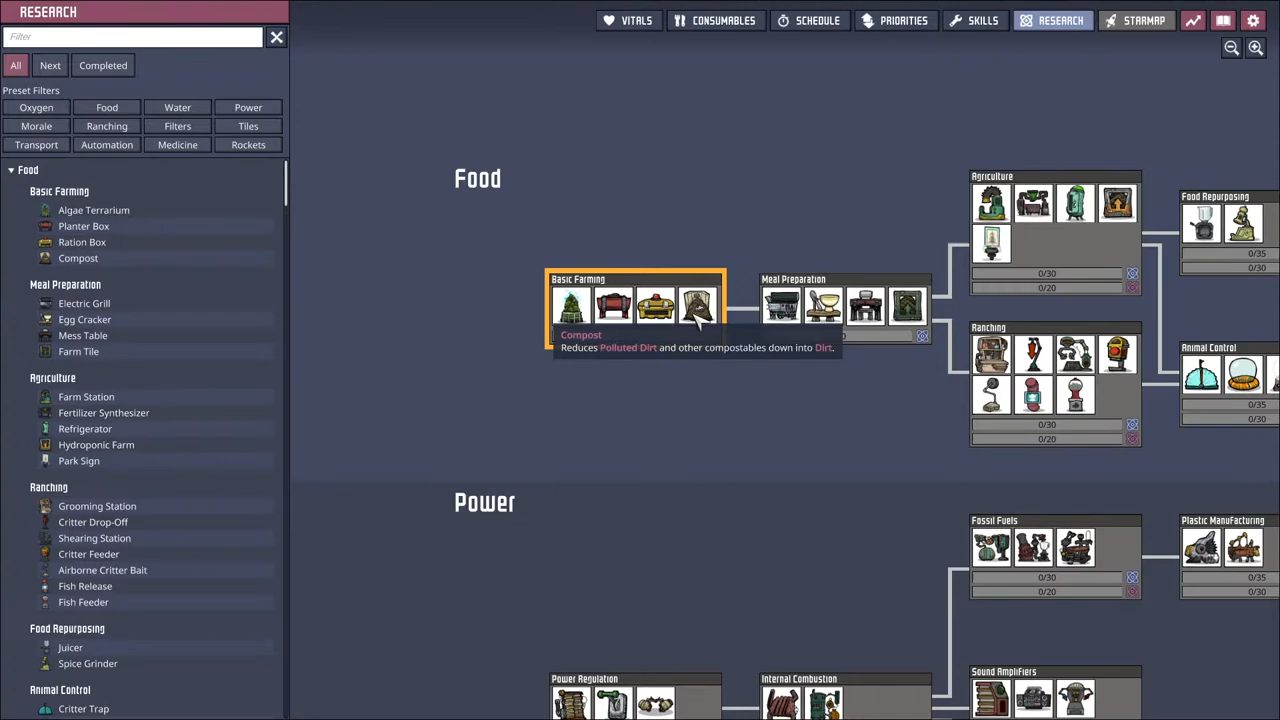 RESEARCH
VITALS
CONSUMABLES
SCHEDULE
PRIORITIES
SKILLS
RESEARCH
STARMAP
Filter
All
Next
Completed
Preset Filters
Oxygen
Food
Water
Power
Morale
Ranching
Filters
Tiles
Transport
Automation
Medicine
Rockets
Food
Basic Farming
Algae Terrarium
Planter Box
Ration Box
Compost
Meal Preparation
Electric Grill
Egg Cracker
Mess Table
Farm Tile
Agriculture
Farm Station
Fertilizer Synthesizer
Refrigerator
Hydroponic Farm
Park Sign
Ranching
Grooming Station
Critter Drop-Off
Shearing Station
Critter Feeder
Airborne Critter Bait
Fish Release
Fish Feeder
Food Repurposing
Juicer
Spice Grinder
Animal Control
Critter Trap
Food
Basic Farming
Compost
Reduces Polluted Dirt and other compostables down into Dirt.
Meal Preparation
Agriculture
0/30
0/20
Food Repurposing
0/35
0/30
Ranching
0/30
0/20
Animal Control
0/35
0/30
Power
Fossil Fuels
0/30
0/20
Plastic Manufacturing
0/35
0/30
Power Regulation
Internal Combustion
Sound Amplifiers